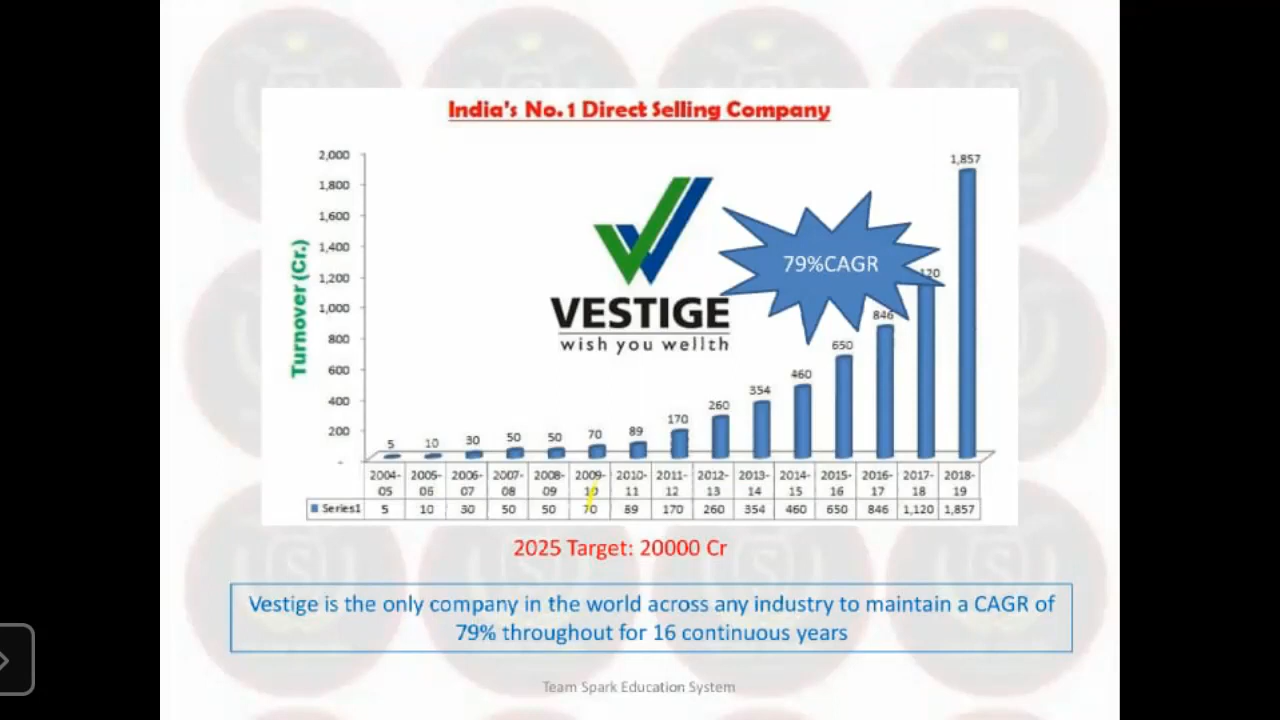 India's No. 1 Direct Selling Company
Turnover (Cr.)
2,000
1,800
1,600
1,400
1,200
1,000
800
600
400
200
-
VESTIGE
wish you wellth
79%CAGR
5 10 30 50 50 70 89 170 260 354 460 650 846 120 1,857
2004-05 2005-06 2006-07 2007-08 2008-09 2009-10 2010-11 2011-12 2012-13 2013-14 2014-15 2015-16 2016-17 2017-18 2018-19
Series1 5 10 30 50 50 70 89 170 260 354 460 650 846 1,120 1,857
2025 Target: 20000 Cr
Vestige is the only company in the world across any industry to maintain a CAGR of
79% throughout for 16 continuous years
Team Spark Education System